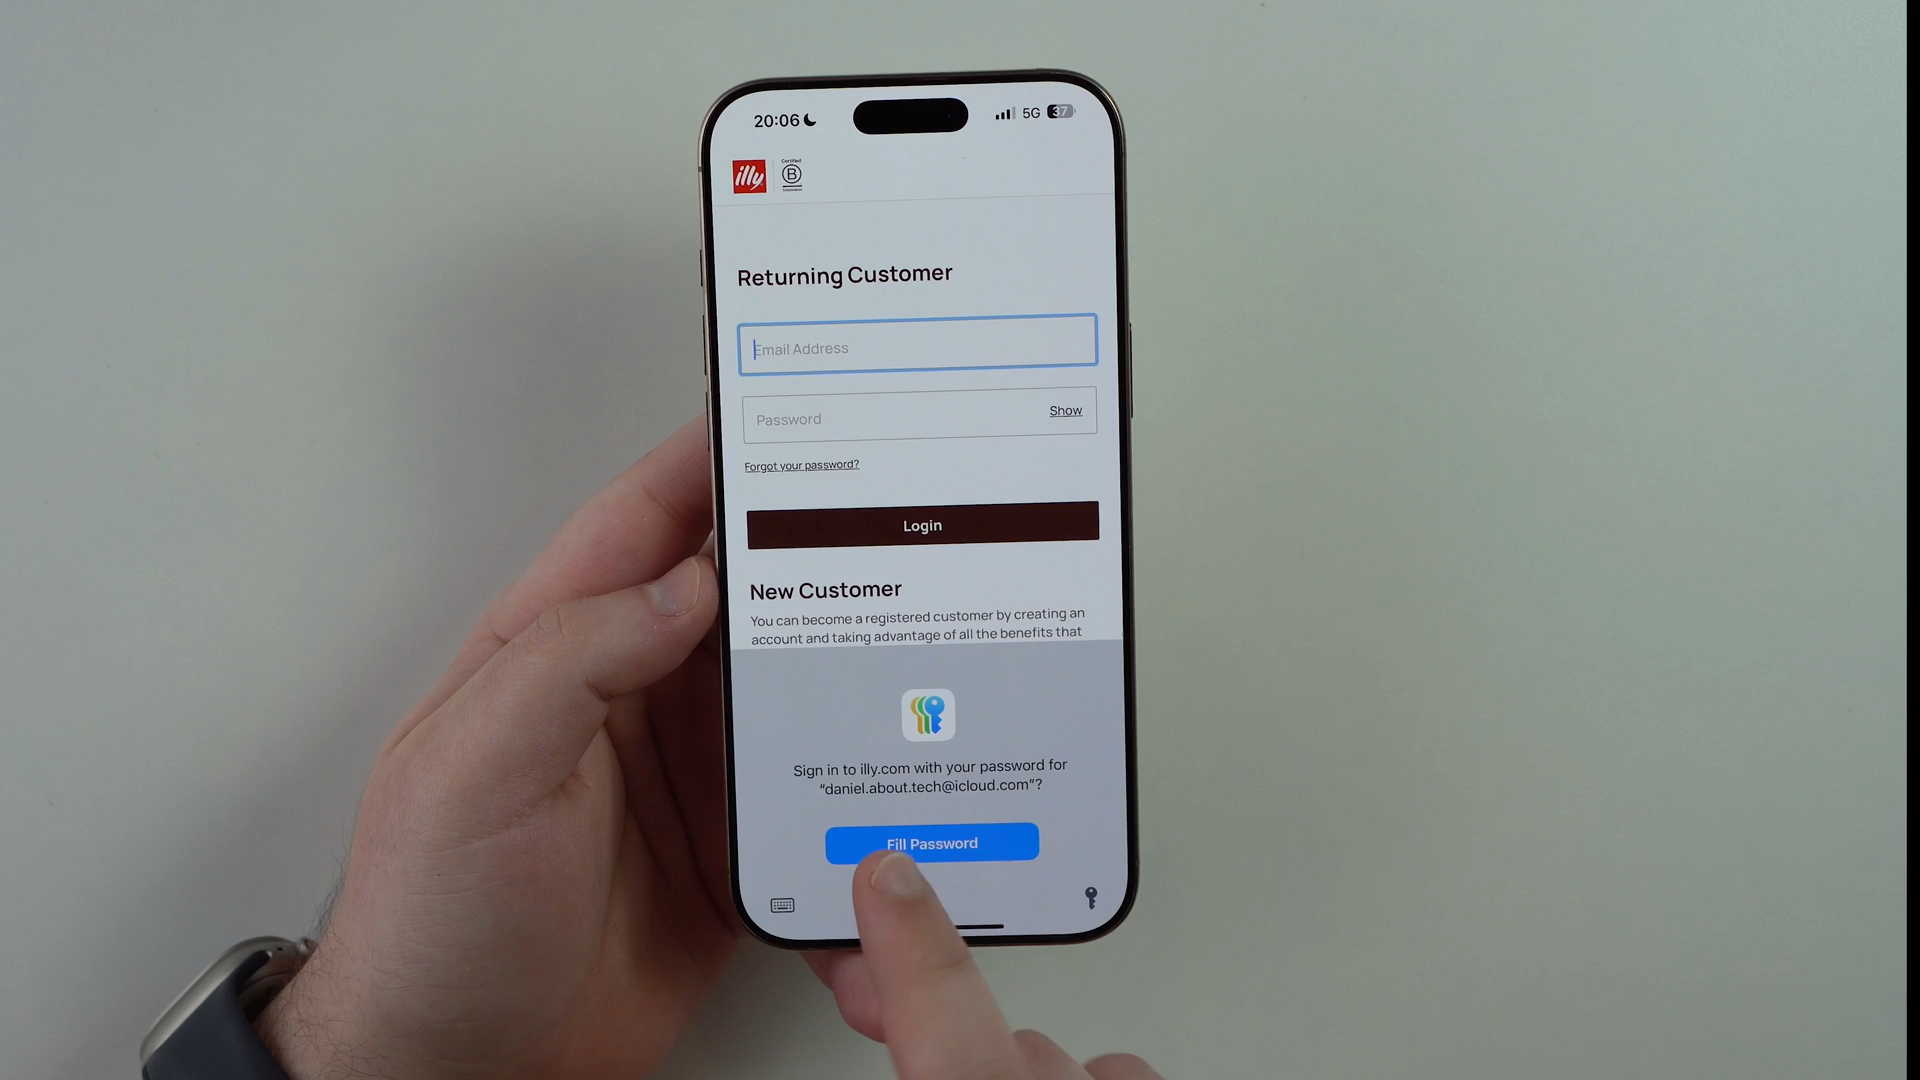 20:06
5G 37
illy
Certified
B
Corporation
Returning Customer
Email Address
Password
Show
Forgot your password?
Login
New Customer
You can become a registered customer by creating an
account and taking advantage of all the benefits that
Sign in to illy.com with your password for
“daniel.about.tech@icloud.com”?
Fill Password